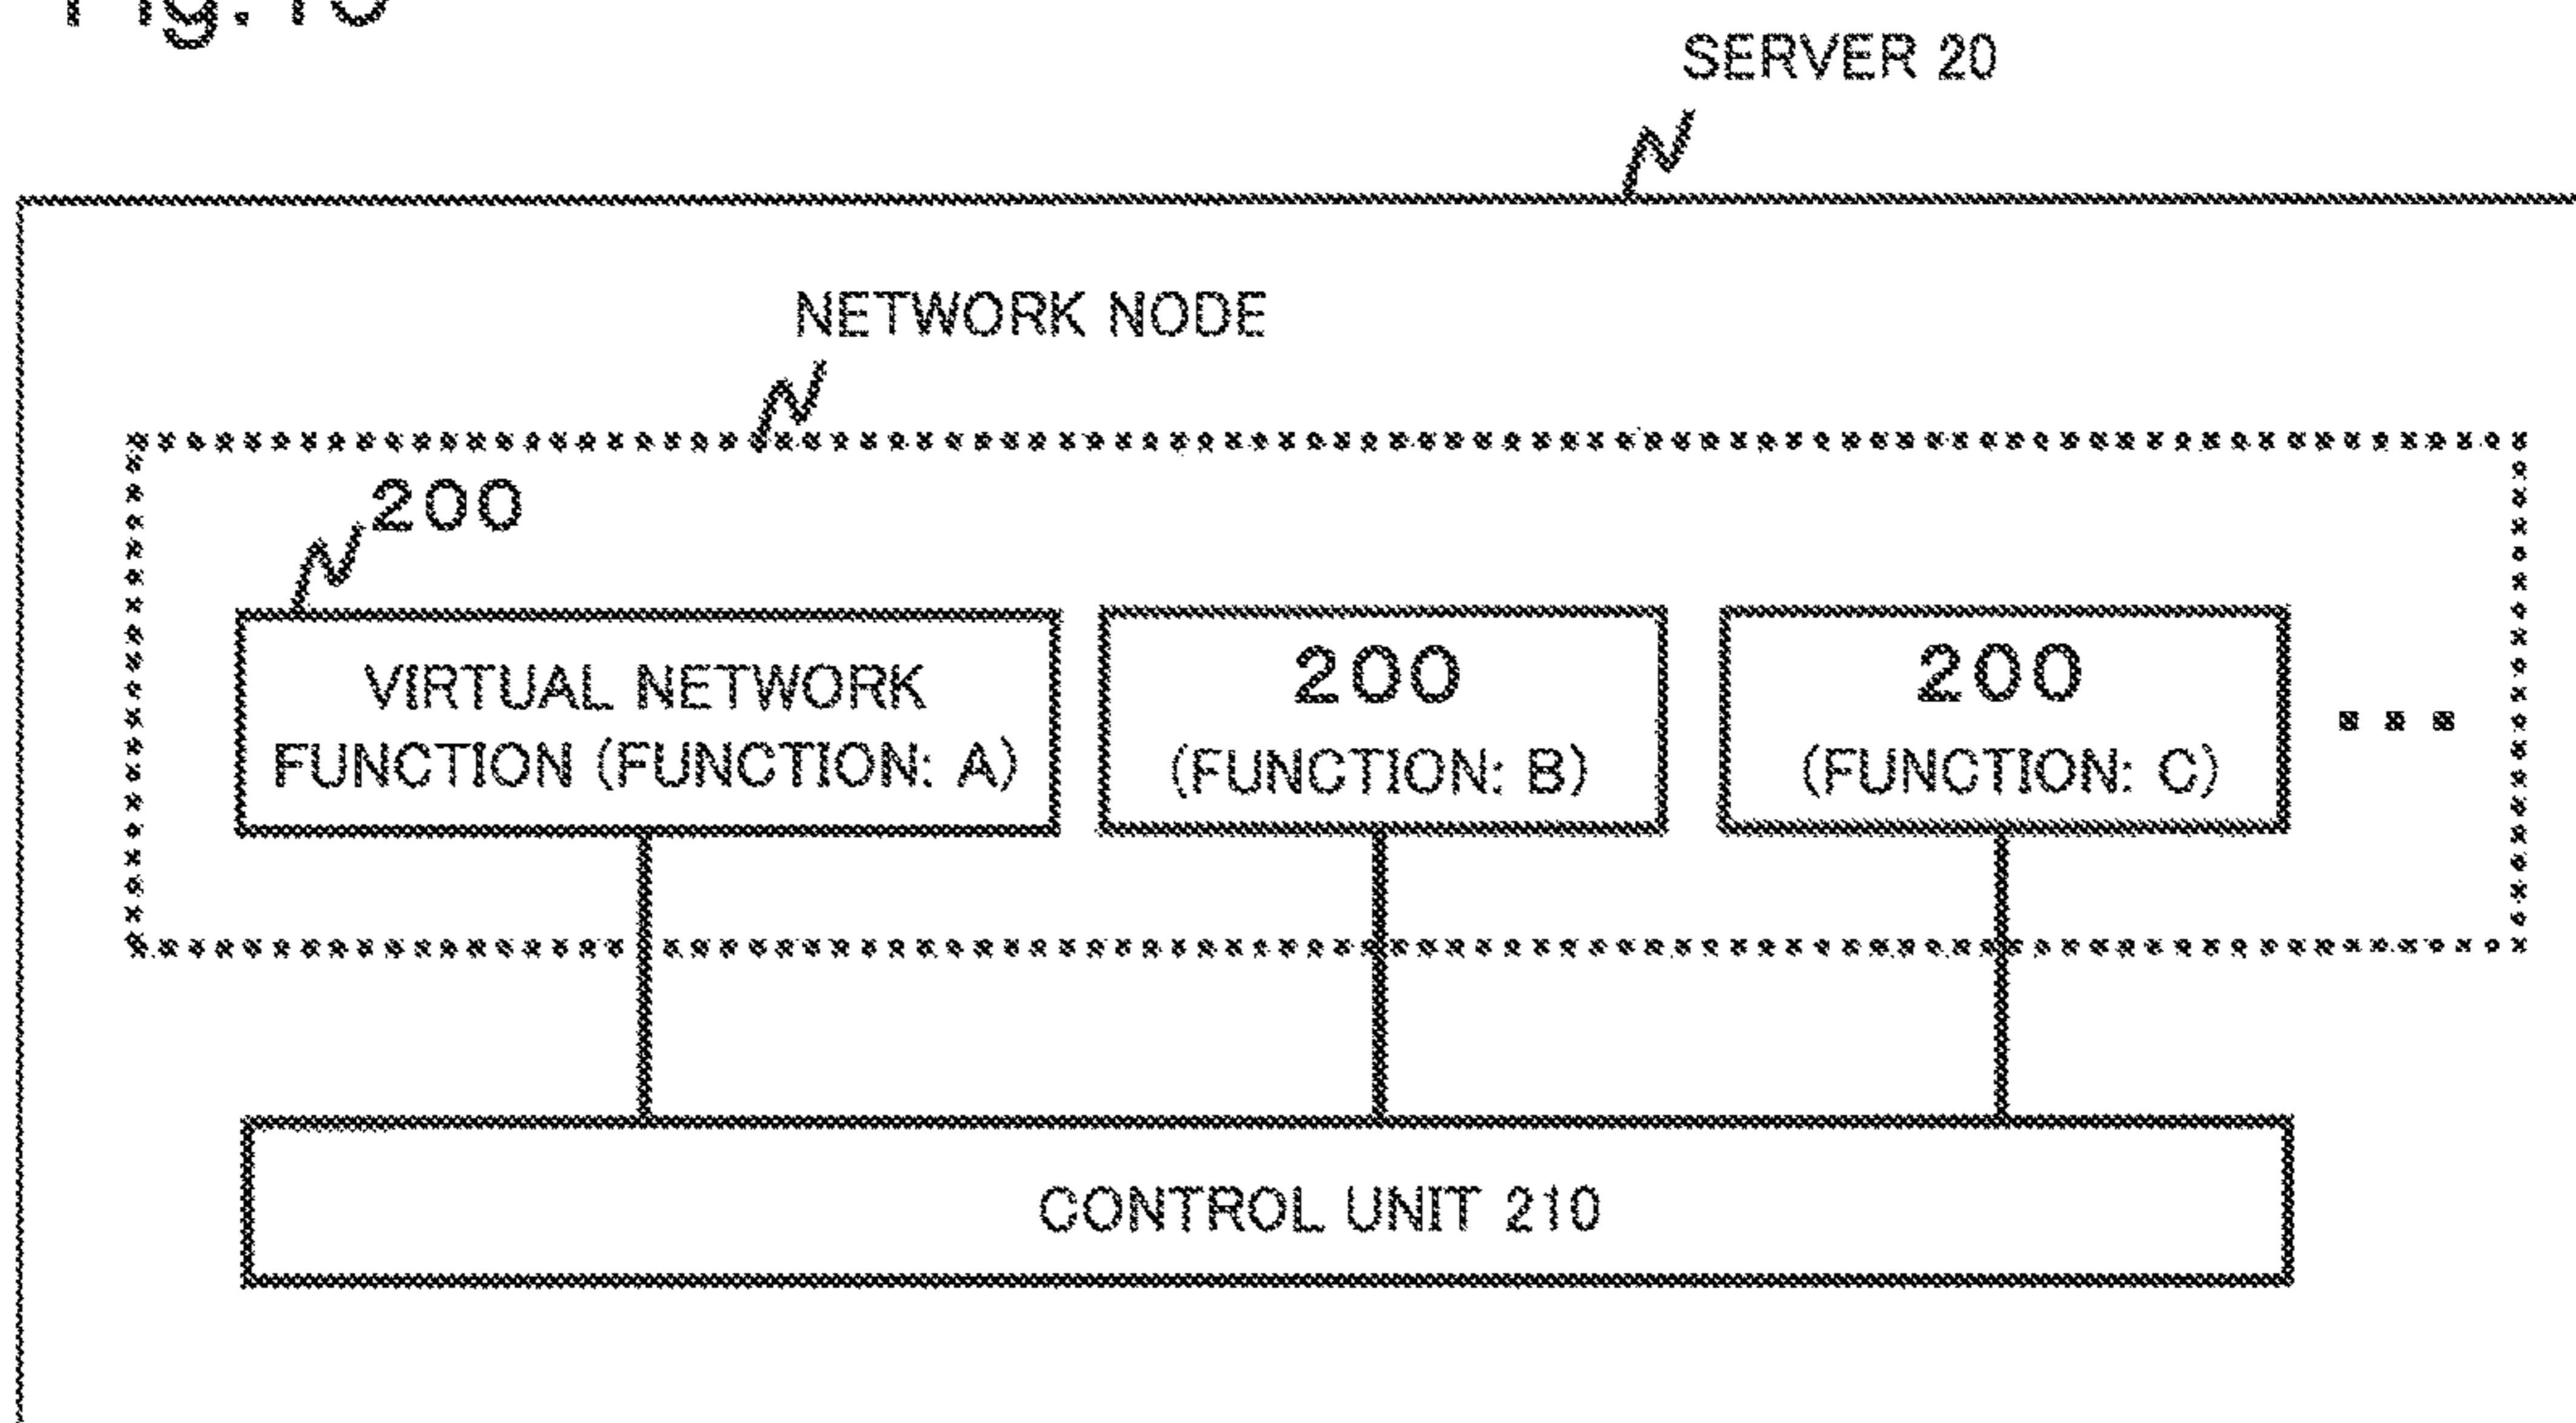 SERVER 20
NETWORK NODE
200
VIRTUAL NETWORK
FUNCTION (FUNCTION: A)
200
(FUNCTION: B)
200
(FUNCTION: C)
CONTROL UNIT 210